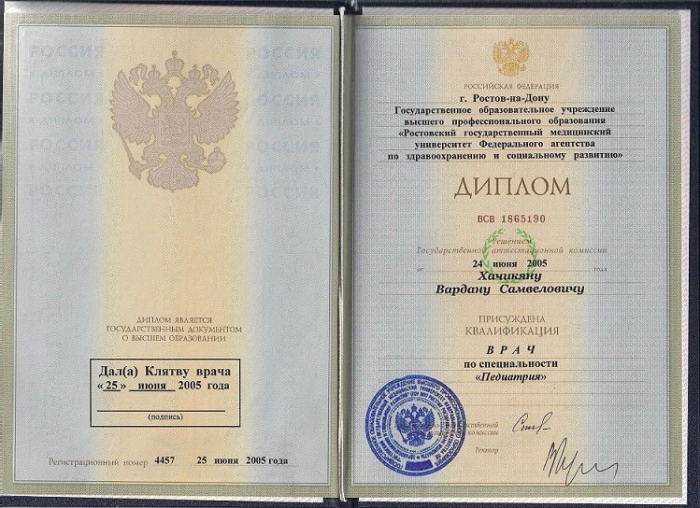 РОССИЯ
К ДИПЛОМ
ДИПЛОМ ЯВЛЯЕТСЯ
ГОСУДАРСТВЕННЫМ ДОКУМЕНТОМ
О ВЫСШЕМ ОБРАЗОВАНИИ
Дал(а) Клятву врача
«25» июня 2005 года
(подпись)
Регистрационный номер 4457 25 июня 2005 года
РОССИЙСКАЯ ФЕДЕРАЦИЯ
г. Ростов-на-Дону
Государственное образовательное учреждение
высшего профессионального образования
«Ростовский государственный медицинский
университет Федерального агентства
по здравоохранению и социальному развитию»
ДИПЛОМ
ВСВ 1865190
Решением
Государственной аттестационной комиссии
от 24 июня 2005 года
Хачикяну
Вардану Самвеловичу
ПРИСУЖДЕНА
КВАЛИФИКАЦИЯ
ВРАЧ
по специальности
«Педиатрия»
Ректор